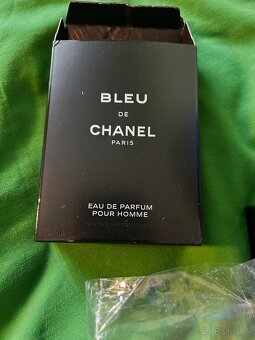 BLEU
DE
CHANEL
PARIS
EAU DE PARFUM
POUR HOMME